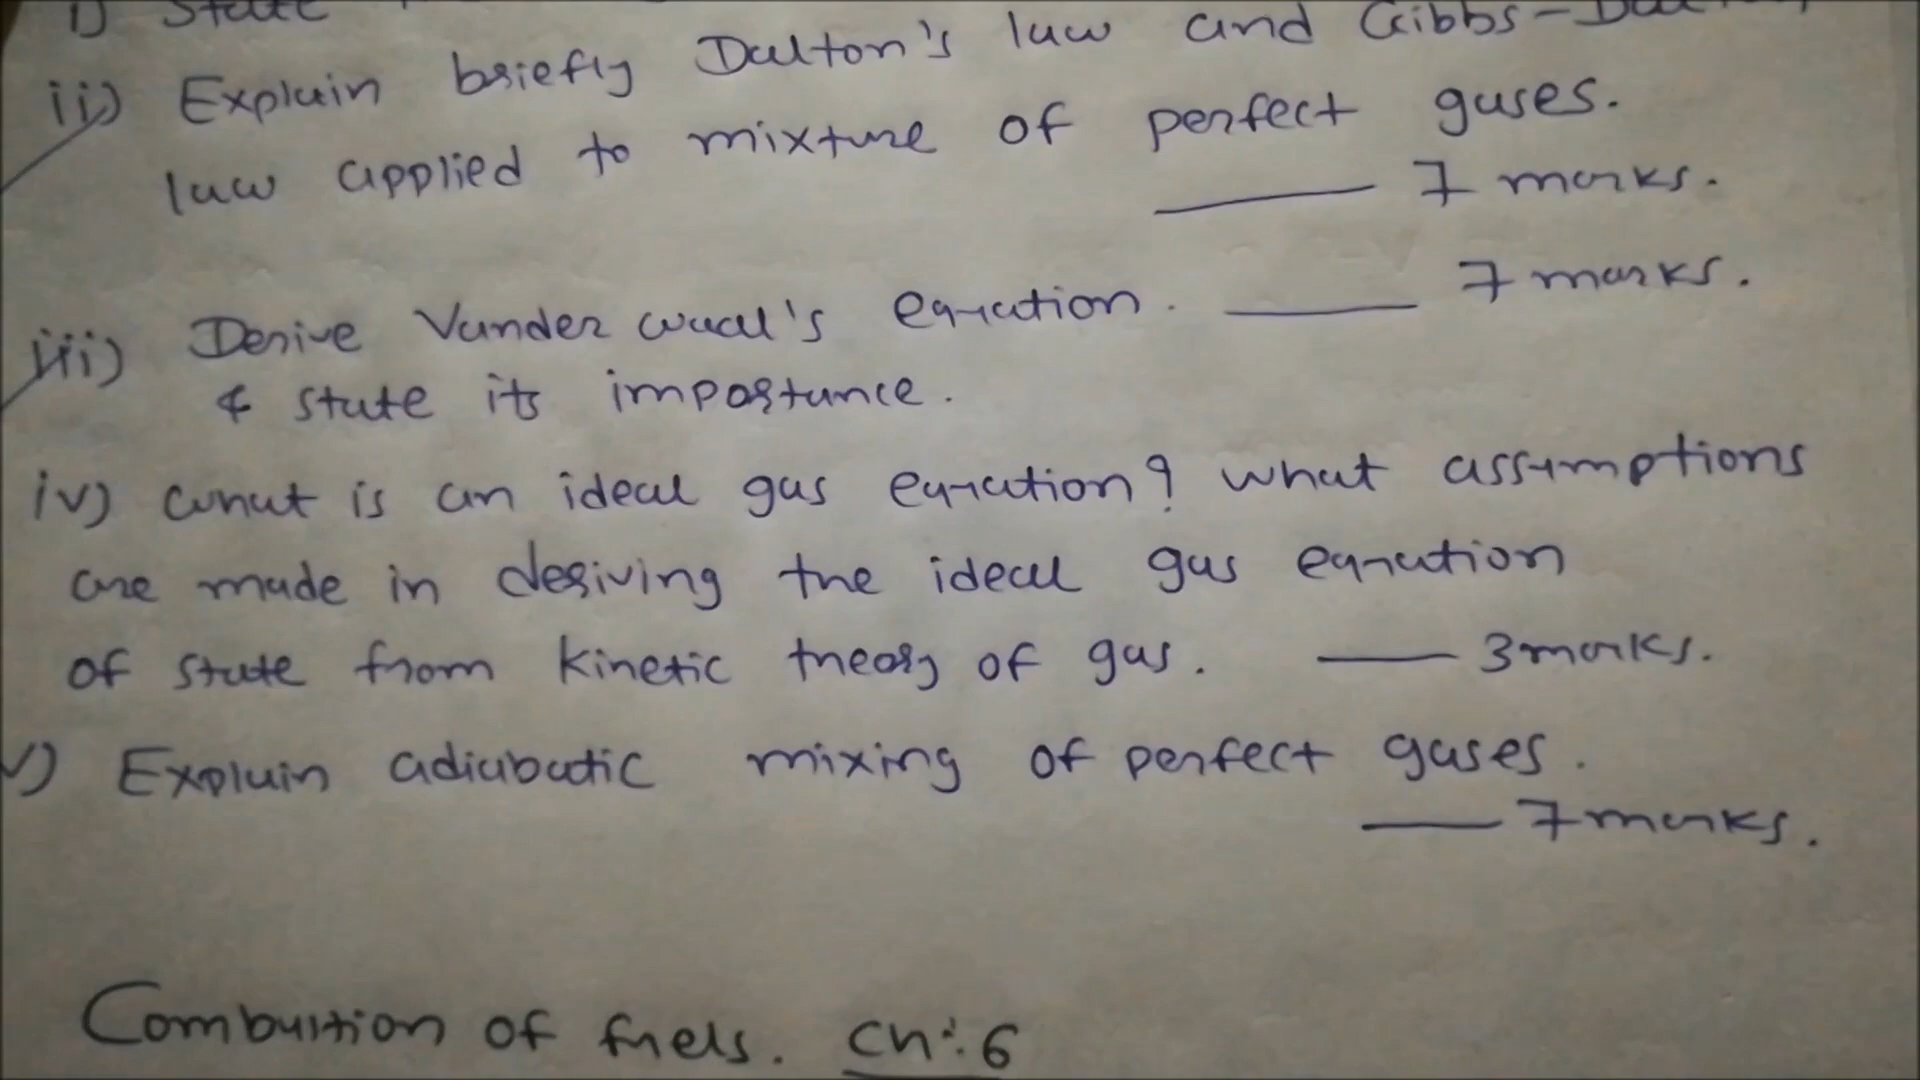 i) State
ii) Explain briefly Dalton's law and Gibbs-
law applied to mixture of perfect gases.
7 marks.
iii) Derive Vander waal's equation. 7 marks.
& state its importance.
iv) what is an ideal gas equation? what assumptions
are made in deriving the ideal gas equation
of state from kinetic theory of gas. 3 marks.
v) Explain adiabatic mixing of perfect gases.
7 marks.
Combustion of fuels. Ch:6